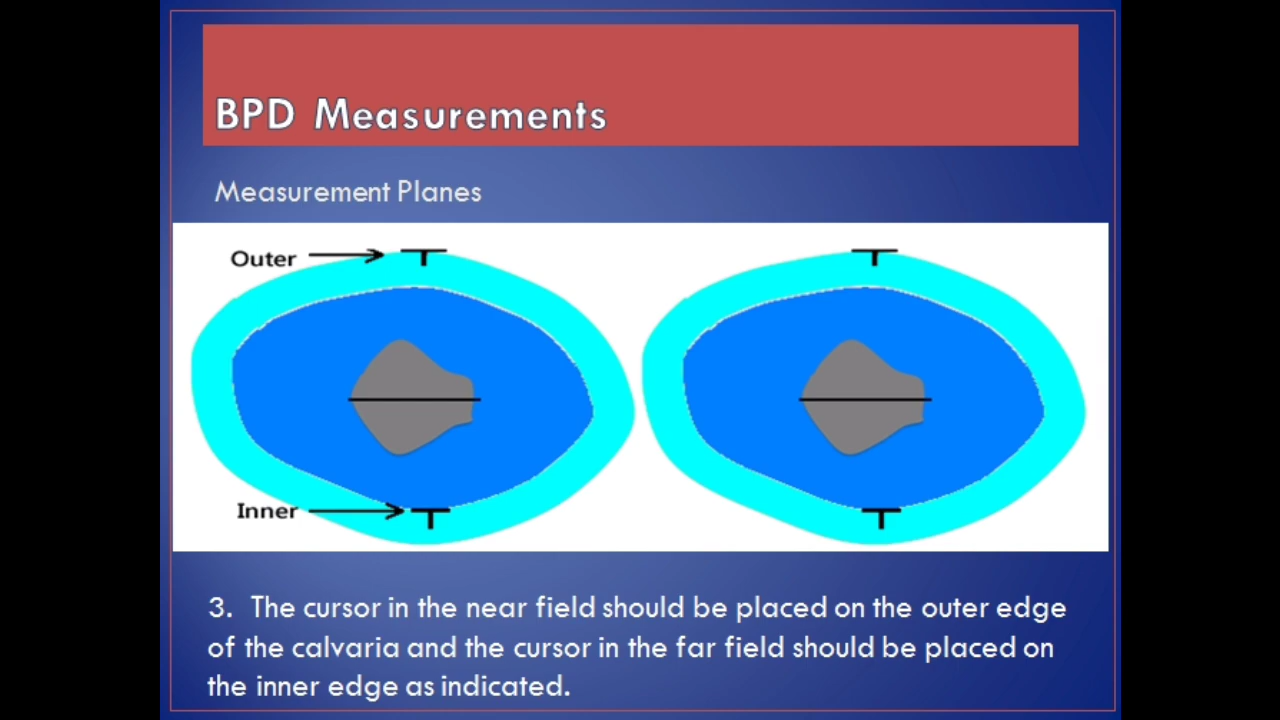 BPD Measurements
Measurement Planes
Outer
Inner
3. The cursor in the near field should be placed on the outer edge
of the calvaria and the cursor in the far field should be placed on
the inner edge as indicated.